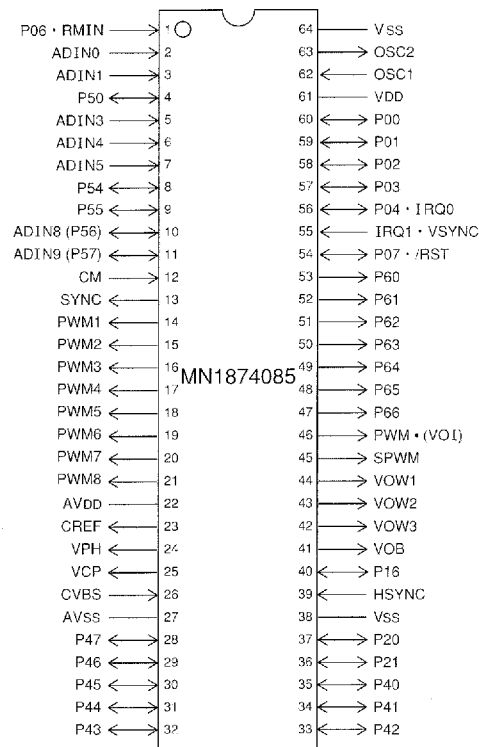 P06・RMIN 1 64 VSS
ADIN0 2 63 OSC2
ADIN1 3 62 OSC1
P50 4 61 VDD
ADIN3 5 60 P00
ADIN4 6 59 P01
ADIN5 7 58 P02
P54 8 57 P03
P55 9 56 P04・IRQ0
ADIN8 (P56) 10 55 IRQ1・VSYNC
ADIN9 (P57) 11 54 P07・/RST
CM 12 53 P60
SYNC 13 52 P61
PWM1 14 51 P62
PWM2 15 50 P63
PWM3 16 49 P64
MN1874085
PWM4 17 48 P65
PWM5 18 47 P66
PWM6 19 46 PWM・(VOI)
PWM7 20 45 SPWM
PWM8 21 44 VOW1
AVDD 22 43 VOW2
CREF 23 42 VOW3
VPH 24 41 VOB
VCP 25 40 P16
CVBS 26 39 HSYNC
AVSS 27 38 VSS
P47 28 37 P20
P46 29 36 P21
P45 30 35 P40
P44 31 34 P41
P43 32 33 P42